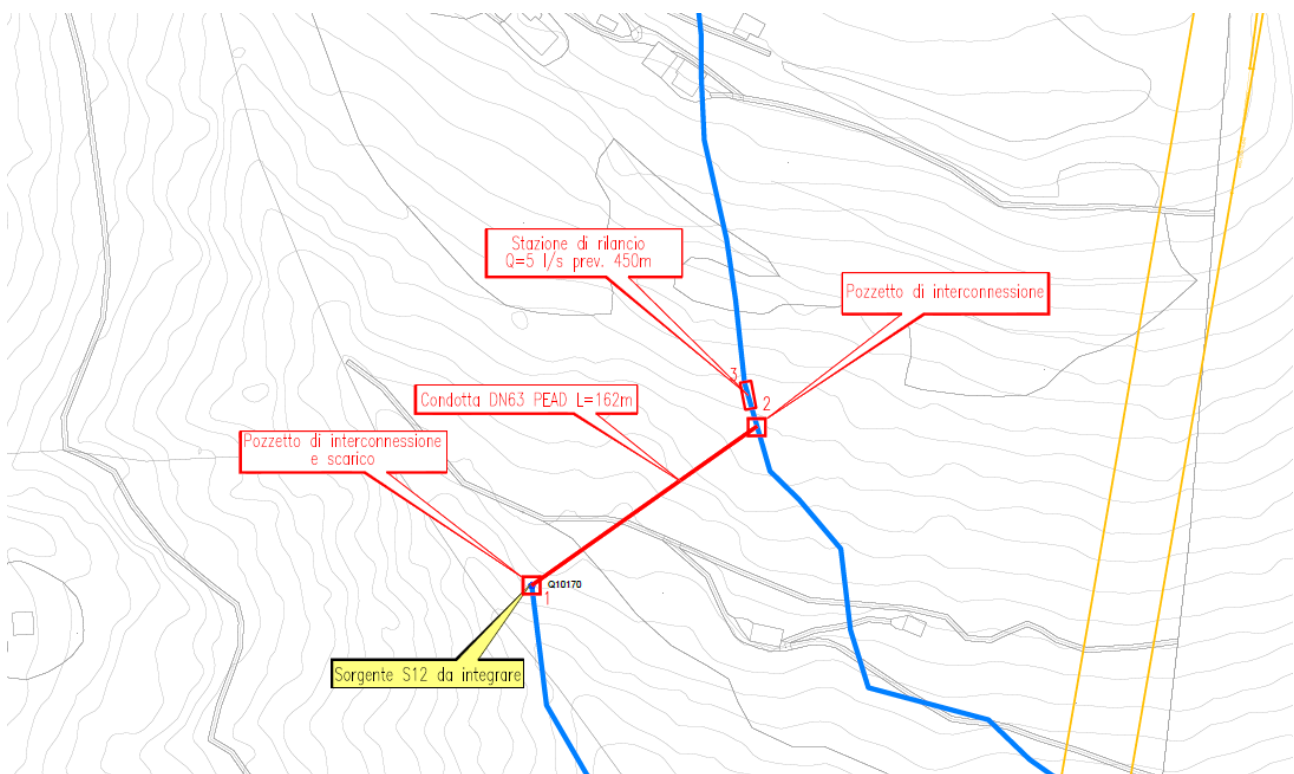 Stazione di rilancio
Q=5 l/s prev. 450m
Pozzetto di interconnessione
3
2
Condotta DN63 PEAD L=162m
Pozzetto di interconnessione
e scarico
Q10170
1
Sorgente S12 da integrare